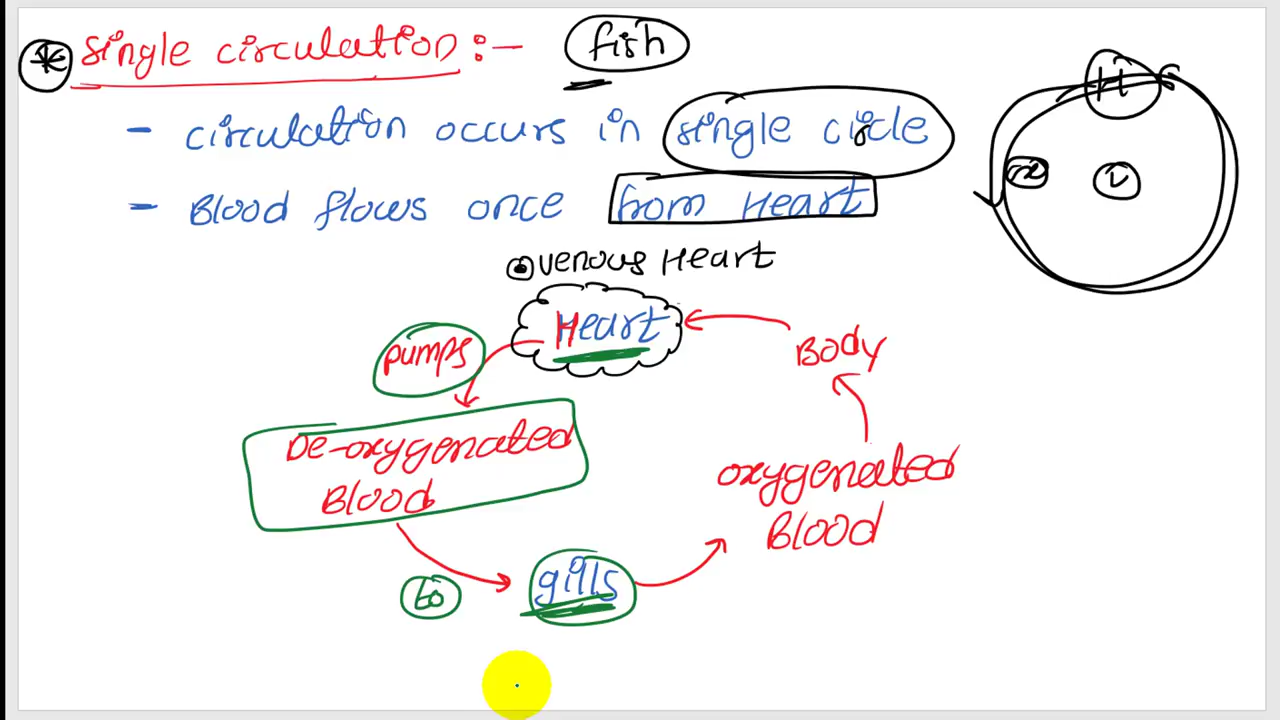 * single circulation :- fish
- circulation occurs in single circle
- Blood flows once from Heart
venous Heart
Heart
pumps
Body
De-oxygenated
Blood
oxygenated
Blood
to
gills
H